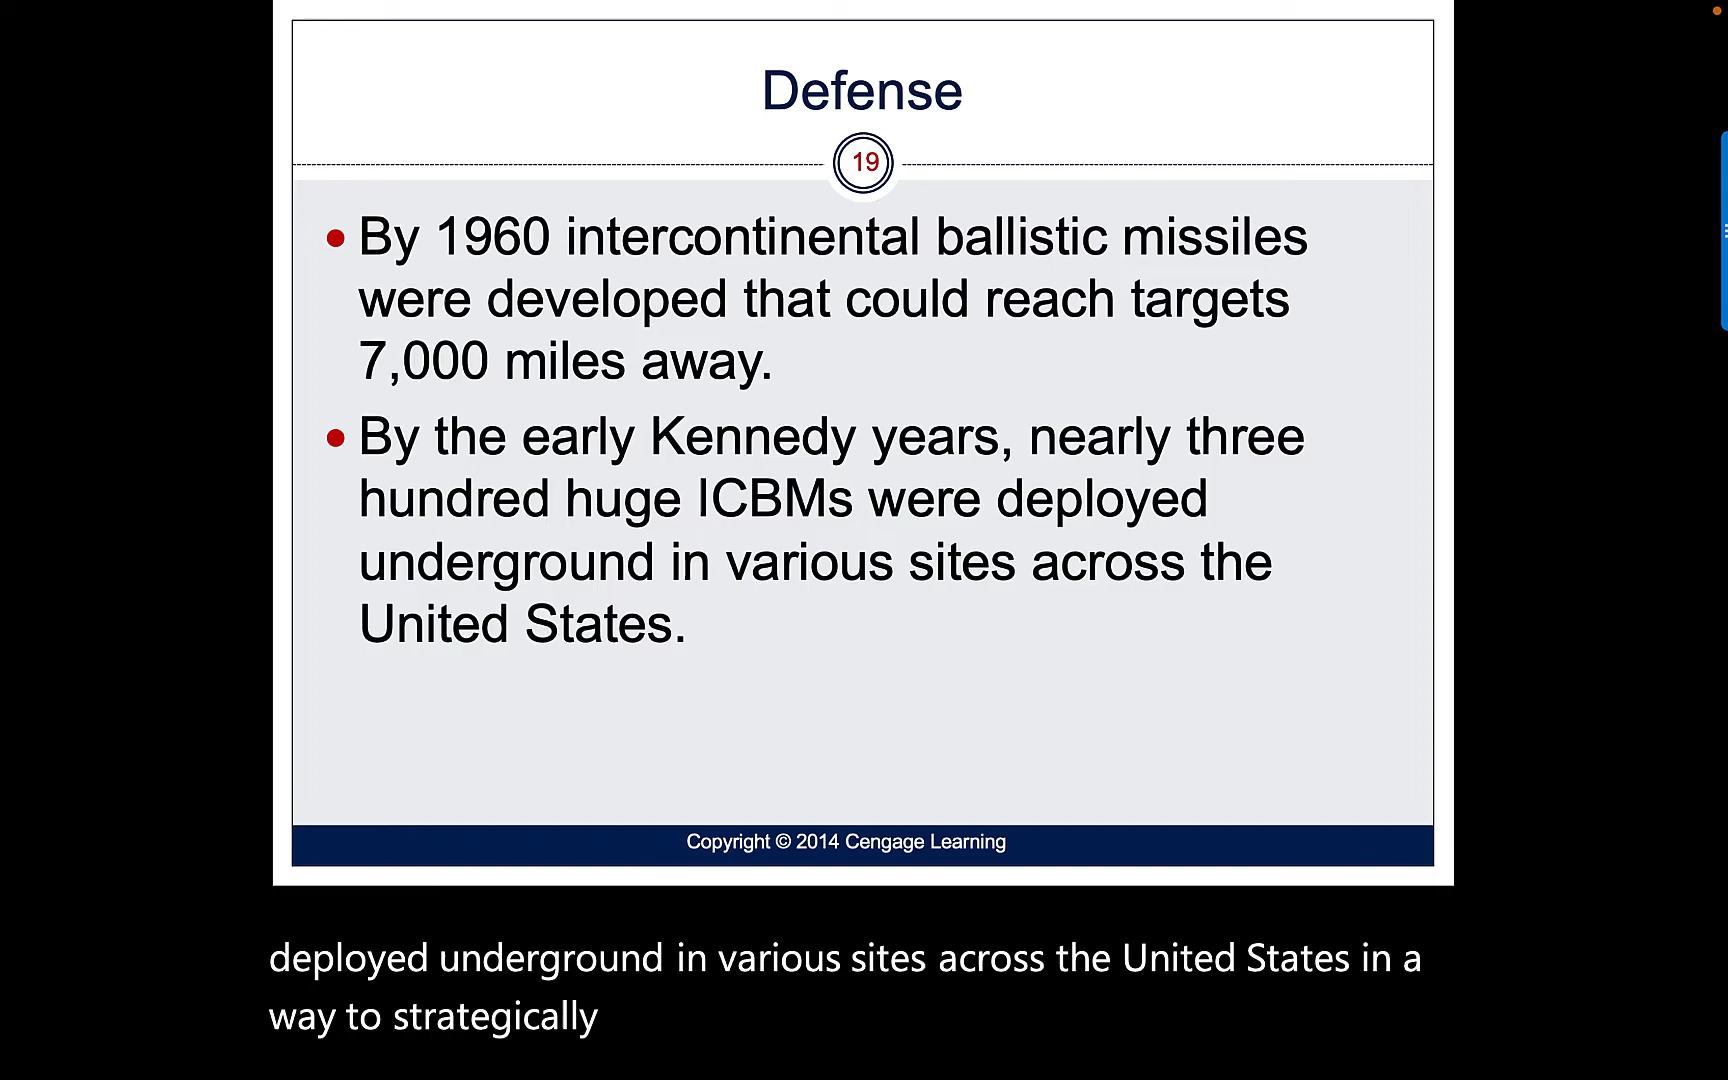 Defense
19
• By 1960 intercontinental ballistic missiles
were developed that could reach targets
7,000 miles away.
• By the early Kennedy years, nearly three
hundred huge ICBMs were deployed
underground in various sites across the
United States.
Copyright © 2014 Cengage Learning
deployed underground in various sites across the United States in a
way to strategically